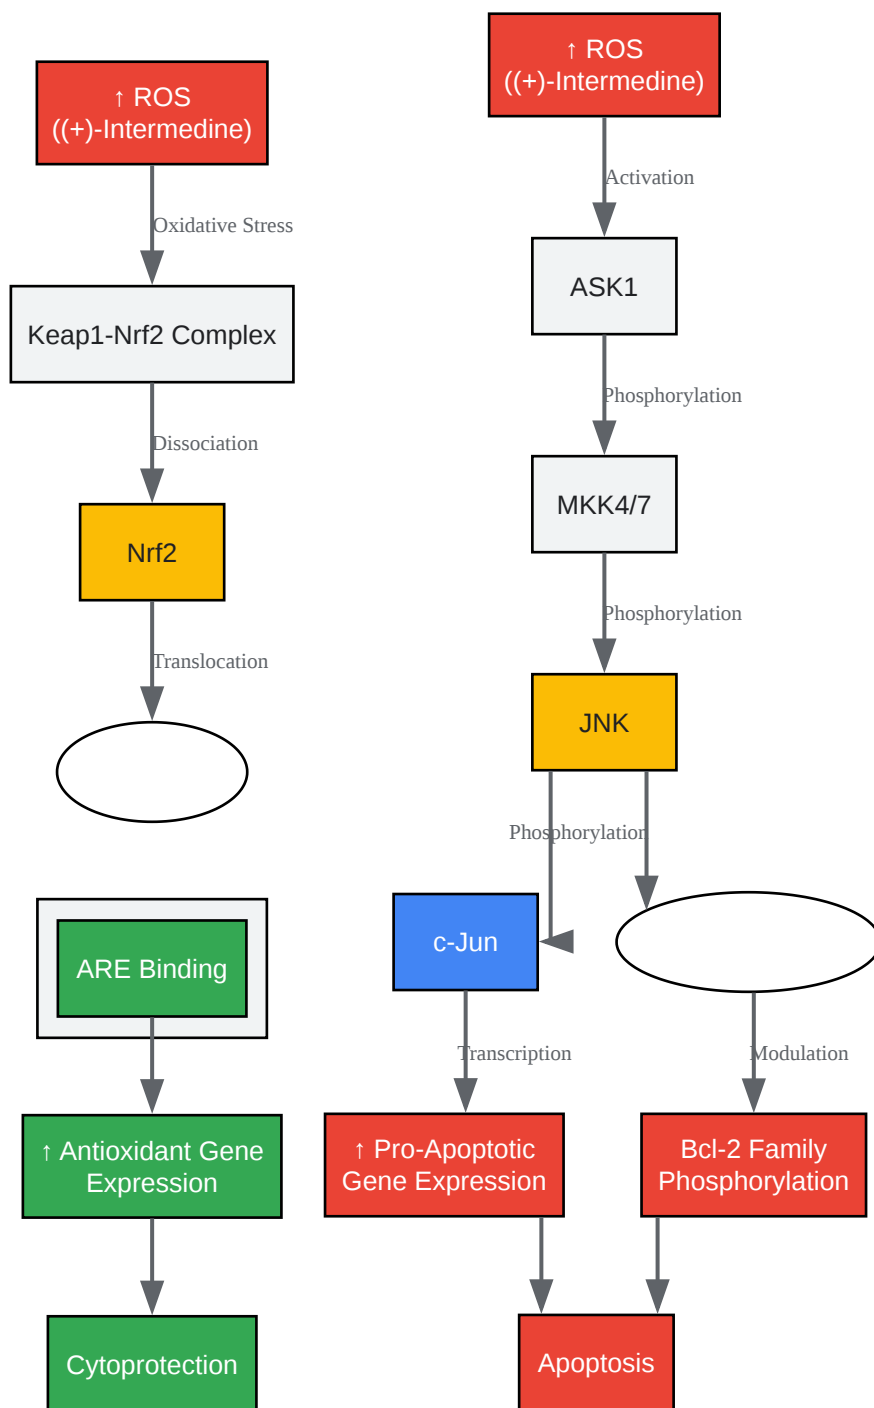 ↑ ROS
((+)-Intermedine)
Oxidative Stress
Keap1-Nrf2 Complex
Dissociation
Nrf2
Translocation
ARE Binding
↑ Antioxidant Gene
Expression
Cytoprotection
↑ ROS
((+)-Intermedine)
Activation
ASK1
Phosphorylation
MKK4/7
Phosphorylation
JNK
Phosphorylation
c-Jun
Transcription
Modulation
↑ Pro-Apoptotic
Gene Expression
Bcl-2 Family
Phosphorylation
Apoptosis